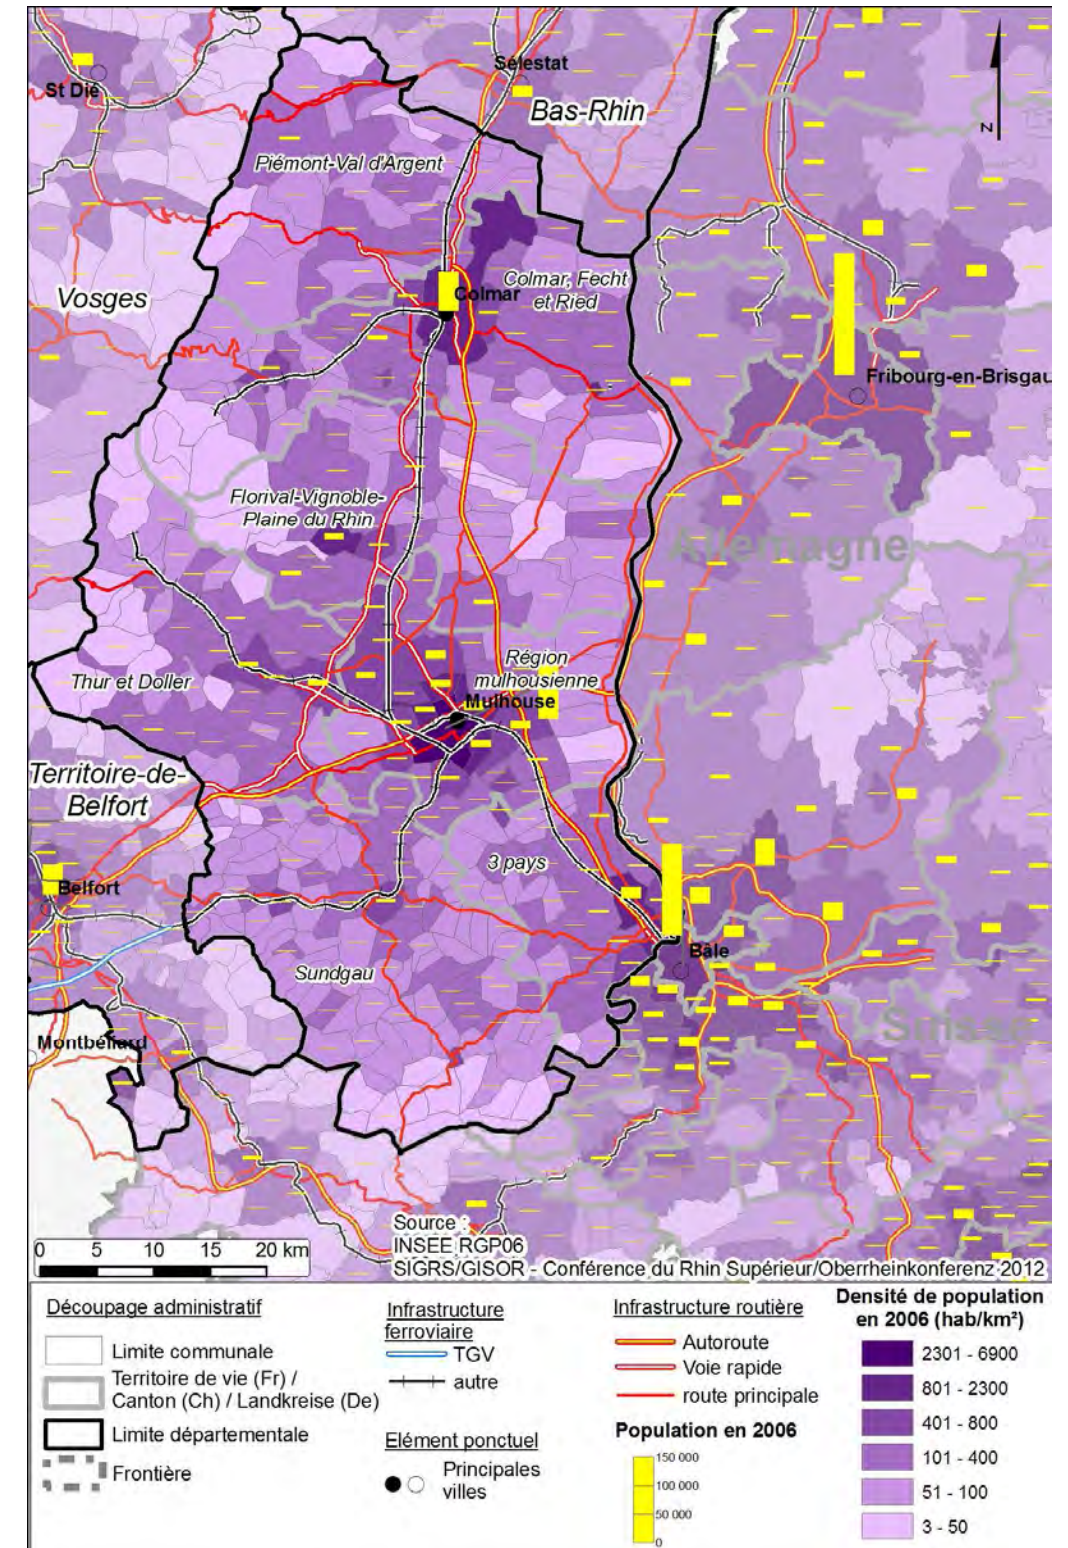 Sélestat
St Dié
Bas-Rhin
z
Piémont-Val d'Argent
Vosges
Colmar
Colmar, Fecht
et Ried
Fribourg-en-Brisgau
Florival-Vignoble-
Plaine du Rhin
Allemagne
Région
mulhousienne
Thur et Doller
Mulhouse
Territoire-de-
Belfort
3 pays
Belfort
Bâle
Sundgau
Suisse
Montbéliard
0 5 10 15 20 km
Source :
INSEE RGP06
SIGRS/GISOR - Conférence du Rhin Supérieur/Oberrheinkonferenz 2012
Découpage administratif
Limite communale
Territoire de vie (Fr) /
Canton (Ch) / Landkreise (De)
Limite départementale
Frontière
Infrastructure
ferroviaire
TGV
autre
Elément ponctuel
Principales
villes
Infrastructure routière
Autoroute
Voie rapide
route principale
Population en 2006
150 000
100 000
50 000
0
Densité de population
en 2006 (hab/km²)
2301 - 6900
801 - 2300
401 - 800
101 - 400
51 - 100
3 - 50